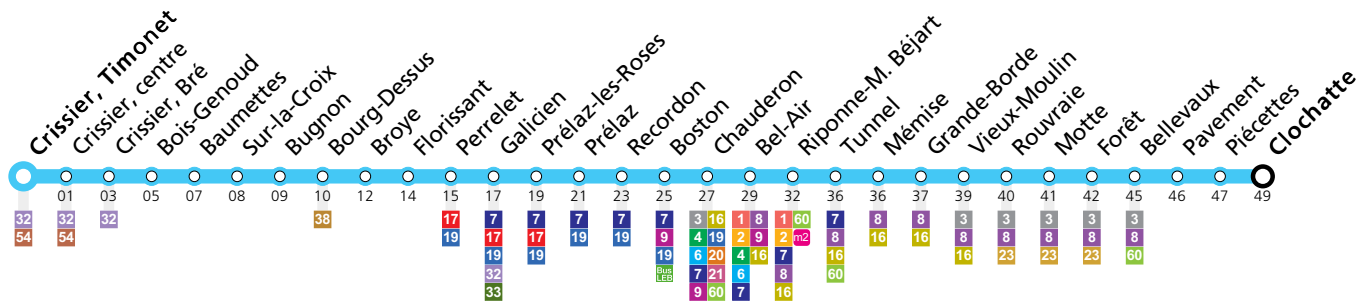 Crissier, Timonet
Crissier, centre
Crissier, Bré
Bois-Genoud
Baumettes
Sur-la-Croix
Bugnon
Bourg-Dessus
Broye
Florissant
Perrelet
Galicien
Prélaz-les-Roses
Prélaz
Recordon
Boston
Chauderon
Bel-Air
Riponne-M. Béjart
Tunnel
Mémise
Grande-Borde
Vieux-Moulin
Rouvraie
Motte
Forêt
Bellevaux
Pavement
Piécettes
Clochatte
01 03 05 07 08 09 10 12 14 15 17 19 21 23 25 27 29 32 36 36 37 39 40 41 42 45 47 47 49
32 32 32 38 17 7 7 7 7 7 3 16 1 8 1 60 7 8 8 3 3 3 3 3
54 54 19 17 17 19 19 9 4 19 2 9 2 m2 8 16 16 8 8 8 8 8
19 19 19 6 20 4 16 7 16 16 23 23 23 60
32 Bus LEB 7 21 6 8 60
33 9 60 7 16